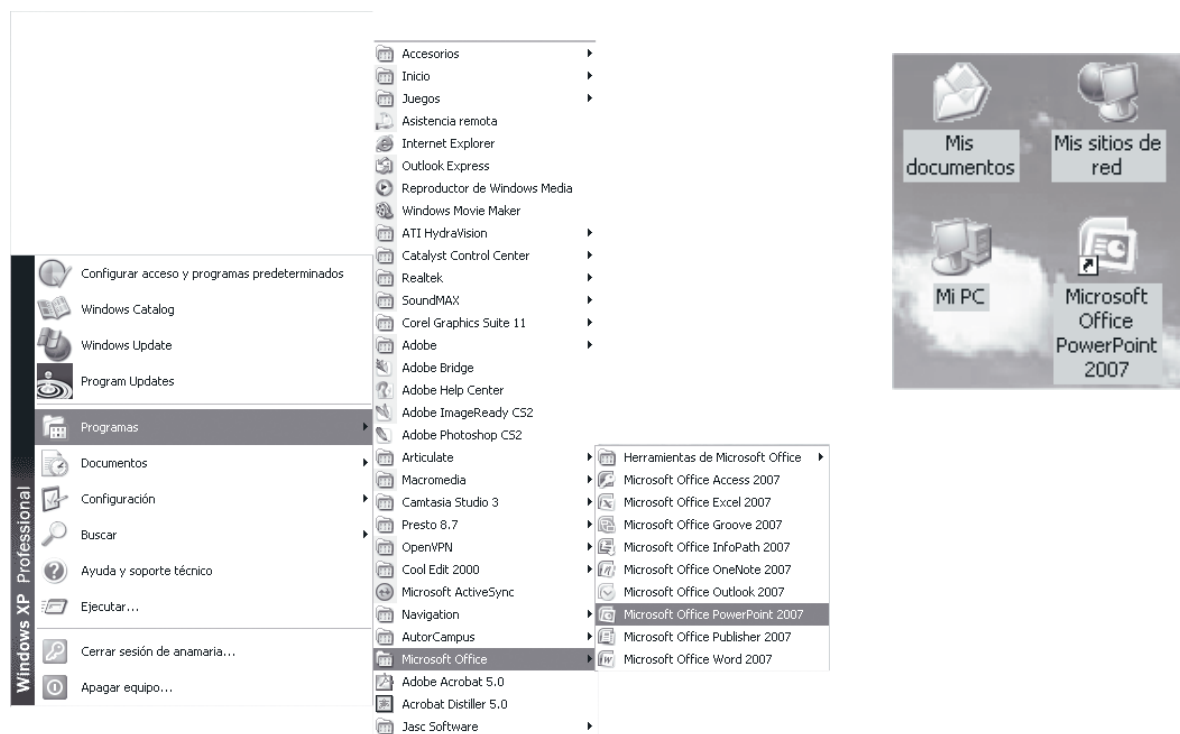 Configurar acceso y programas predeterminados
Windows Catalog
Windows Update
Program Updates
Programas
Documentos
Configuración
Buscar
Ayuda y soporte técnico
Ejecutar...
Cerrar sesión de anamaria...
Apagar equipo...
Windows XP Professional
Accesorios
Inicio
Juegos
Asistencia remota
Internet Explorer
Outlook Express
Reproductor de Windows Media
Windows Movie Maker
ATI HydraVision
Catalyst Control Center
Realtek
SoundMAX
Corel Graphics Suite 11
Adobe
Adobe Bridge
Adobe Help Center
Adobe ImageReady CS2
Adobe Photoshop CS2
Articulate
Macromedia
Camtasia Studio 3
Presto 8.7
OpenVPN
Cool Edit 2000
Microsoft ActiveSync
Navigation
AutorCampus
Microsoft Office
Adobe Acrobat 5.0
Acrobat Distiller 5.0
Jasc Software
Herramientas de Microsoft Office
Microsoft Office Access 2007
Microsoft Office Excel 2007
Microsoft Office Groove 2007
Microsoft Office InfoPath 2007
Microsoft Office OneNote 2007
Microsoft Office Outlook 2007
Microsoft Office PowerPoint 2007
Microsoft Office Publisher 2007
Microsoft Office Word 2007
Mis
documentos
Mis sitios de
red
Mi PC
Microsoft
Office
PowerPoint
2007